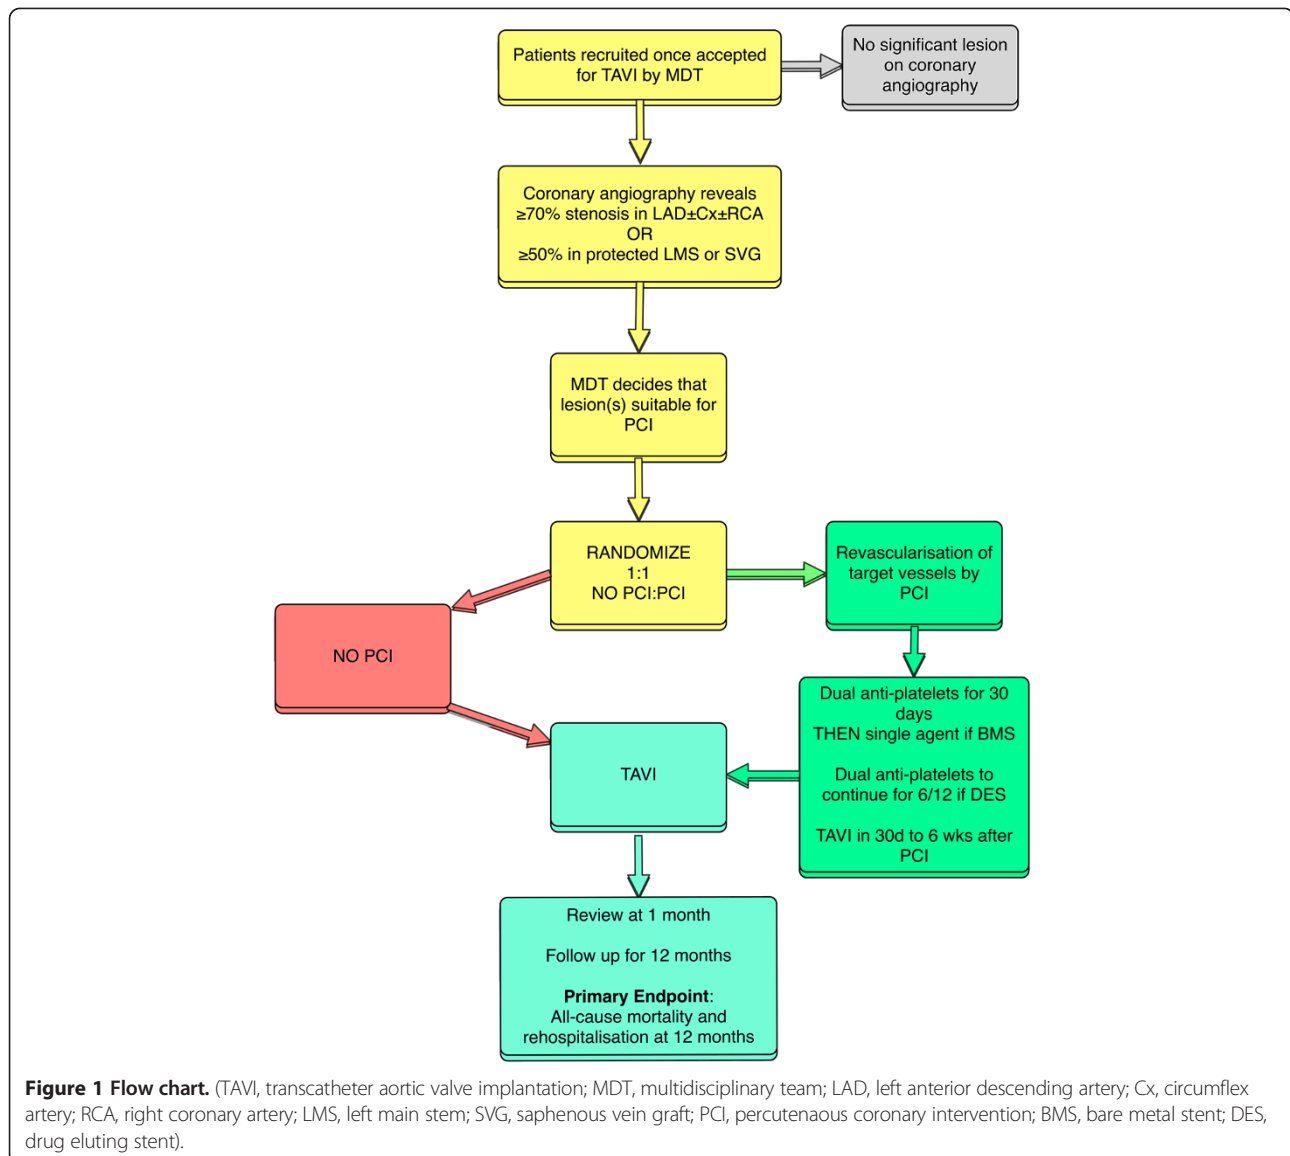 Patients recruited once accepted
for TAVI by MDT
No significant lesion
on coronary
angiography
Coronary angiography reveals
≥70% stenosis in LAD±Cx±RCA
OR
≥50% in protected LMS or SVG
MDT decides that
lesion(s) suitable for
PCI
RANDOMIZE
1:1
NO PCI:PCI
Revascularisation of
target vessels by
PCI
NO PCI
Dual anti-platelets for 30
days
THEN single agent if BMS
Dual anti-platelets to
continue for 6/12 if DES
TAVI in 30d to 6 wks after
PCI
TAVI
Review at 1 month
Follow up for 12 months
Primary Endpoint:
All-cause mortality and
rehospitalisation at 12 months
Figure 1 Flow chart. (TAVI, transcatheter aortic valve implantation; MDT, multidisciplinary team; LAD, left anterior descending artery; Cx, circumflex
artery; RCA, right coronary artery; LMS, left main stem; SVG, saphenous vein graft; PCI, percutenaous coronary intervention; BMS, bare metal stent; DES,
drug eluting stent).